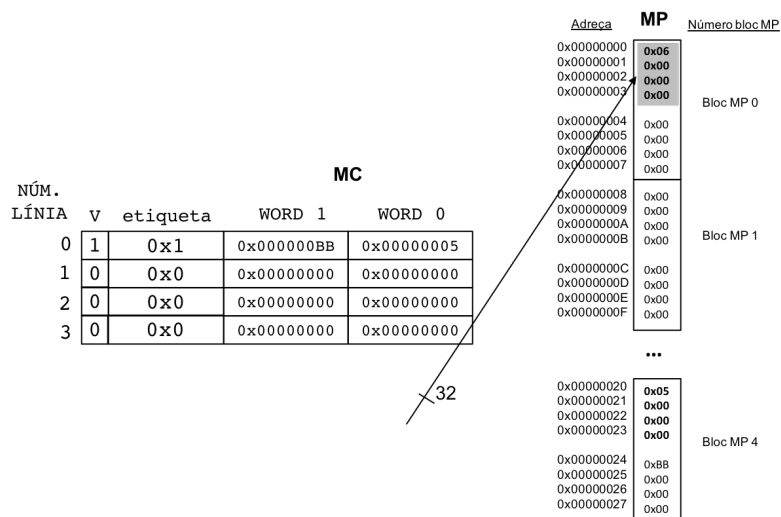 MC
NÚM.
LÍNIA V etiqueta WORD 1 WORD 0
0 1 0x1 0x000000BB 0x00000005
1 0 0x0 0x00000000 0x00000000
2 0 0x0 0x00000000 0x00000000
3 0 0x0 0x00000000 0x00000000
32
Adreça MP Número bloc MP
0x00000000 0x06
0x00000001 0x00
0x00000002 0x00
0x00000003 0x00
Bloc MP 0
0x00000004 0x00
0x00000005 0x00
0x00000006 0x00
0x00000007 0x00
0x00000008 0x00
0x00000009 0x00
0x0000000A 0x00
0x0000000B 0x00
Bloc MP 1
0x0000000C 0x00
0x0000000D 0x00
0x0000000E 0x00
0x0000000F 0x00
...
0x00000020 0x05
0x00000021 0x00
0x00000022 0x00
0x00000023 0x00
Bloc MP 4
0x00000024 0xBB
0x00000025 0x00
0x00000026 0x00
0x00000027 0x00